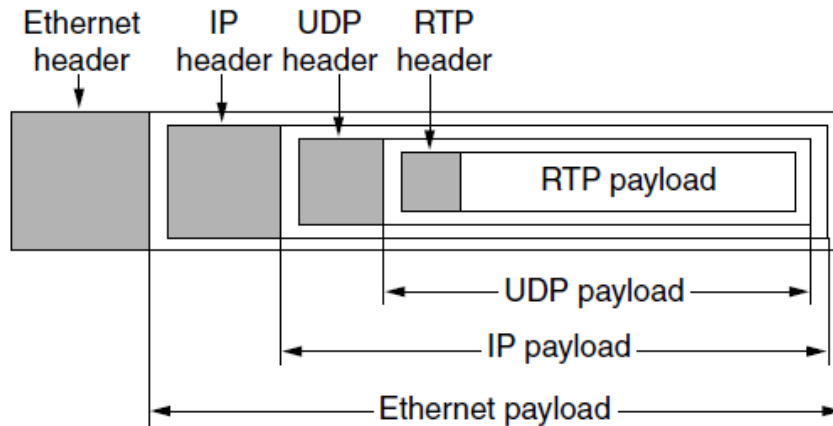 Ethernet header
IP header
UDP header
RTP header
RTP payload
UDP payload
IP payload
Ethernet payload